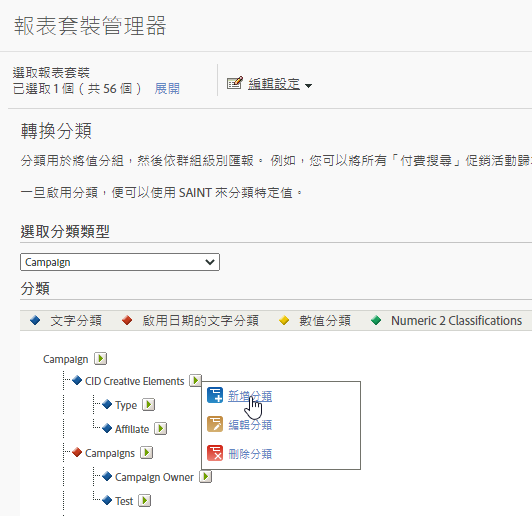 報表套裝管理器
選取報表套裝
已選取 1 個（共 56 個） 展開
編輯設定
轉換分類
分類用於將值分組，然後依群組級別匯報。 例如，您可以將所有「付費搜尋」促銷活動歸
一旦啟用分類，便可以使用 SAINT 來分類特定值。
選取分類類型
Campaign
分類
文字分類 啟用日期的文字分類 數值分類 Numeric 2 Classifications
Campaign
CID Creative Elements
新增分類
Type
編輯分類
Affiliate
刪除分類
Campaigns
Campaign Owner
Test